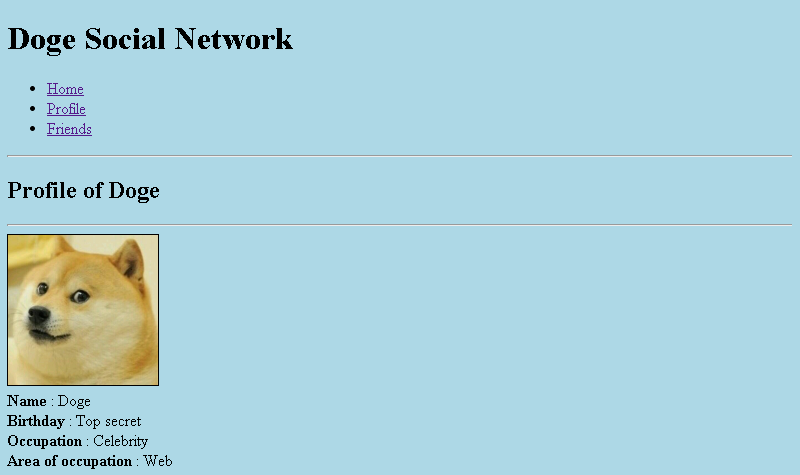 Doge Social Network
Home
Profile
Friends
Profile of Doge
Name : Doge
Birthday : Top secret
Occupation : Celebrity
Area of occupation : Web